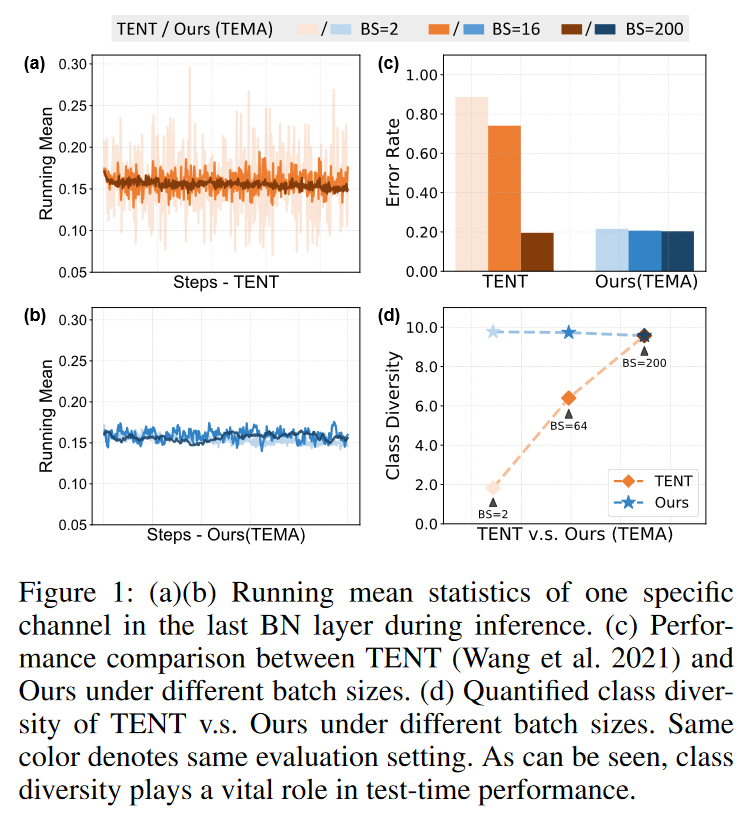 TENT / Ours (TEMA) / BS=2 / BS=16 / BS=200
(a)
0.30
0.25
0.20
0.15
0.10
0.05
Running Mean
Steps - TENT
(c)
1.00
0.80
0.60
0.40
0.20
0.00
Error Rate
TENT Ours(TEMA)
(b)
0.30
0.25
0.20
0.15
0.10
0.05
Running Mean
Steps - Ours(TEMA)
(d)
10.0
8.0
6.0
4.0
2.0
0.0
Class Diversity
BS=200
BS=64
BS=2
TENT
Ours
TENT v.s. Ours (TEMA)
Figure 1: (a)(b) Running mean statistics of one specific
channel in the last BN layer during inference. (c) Perfor-
mance comparison between TENT (Wang et al. 2021) and
Ours under different batch sizes. (d) Quantified class diver-
sity of TENT v.s. Ours under different batch sizes. Same
color denotes same evaluation setting. As can be seen, class
diversity plays a vital role in test-time performance.